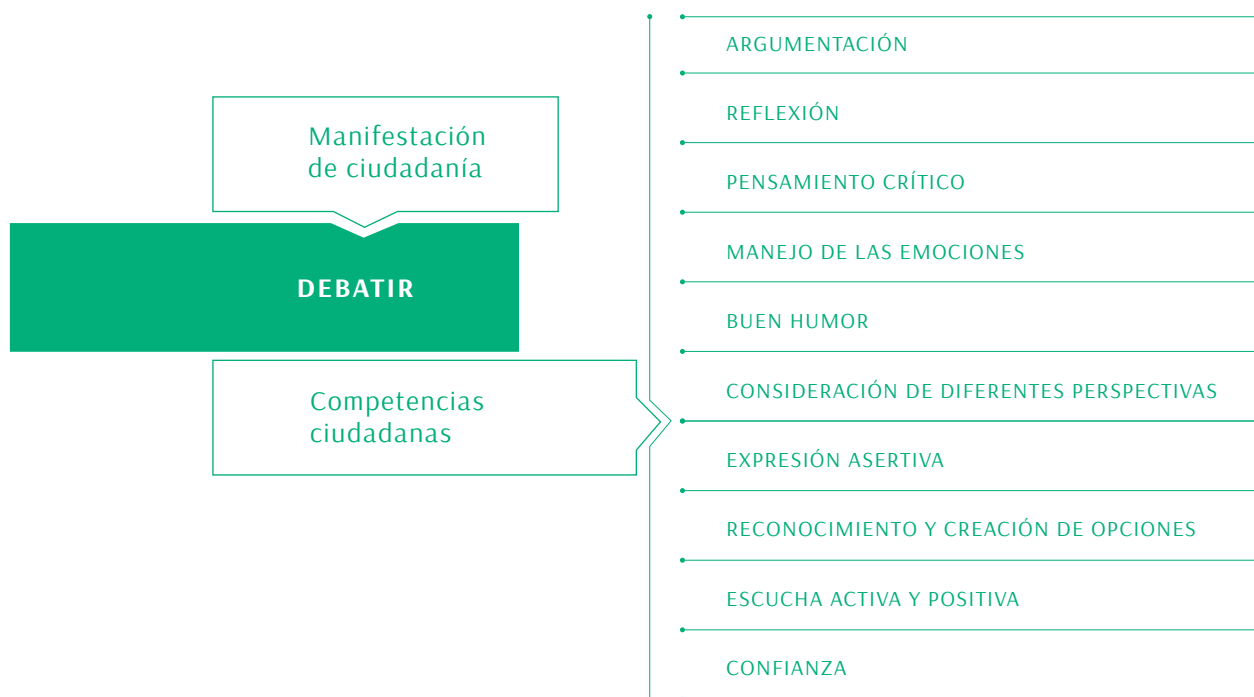 Manifestación
de ciudadanía
DEBATIR
Competencias
ciudadanas
ARGUMENTACIÓN
REFLEXIÓN
PENSAMIENTO CRÍTICO
MANEJO DE LAS EMOCIONES
BUEN HUMOR
CONSIDERACIÓN DE DIFERENTES PERSPECTIVAS
EXPRESIÓN ASERTIVA
RECONOCIMIENTO Y CREACIÓN DE OPCIONES
ESCUCHA ACTIVA Y POSITIVA
CONFIANZA